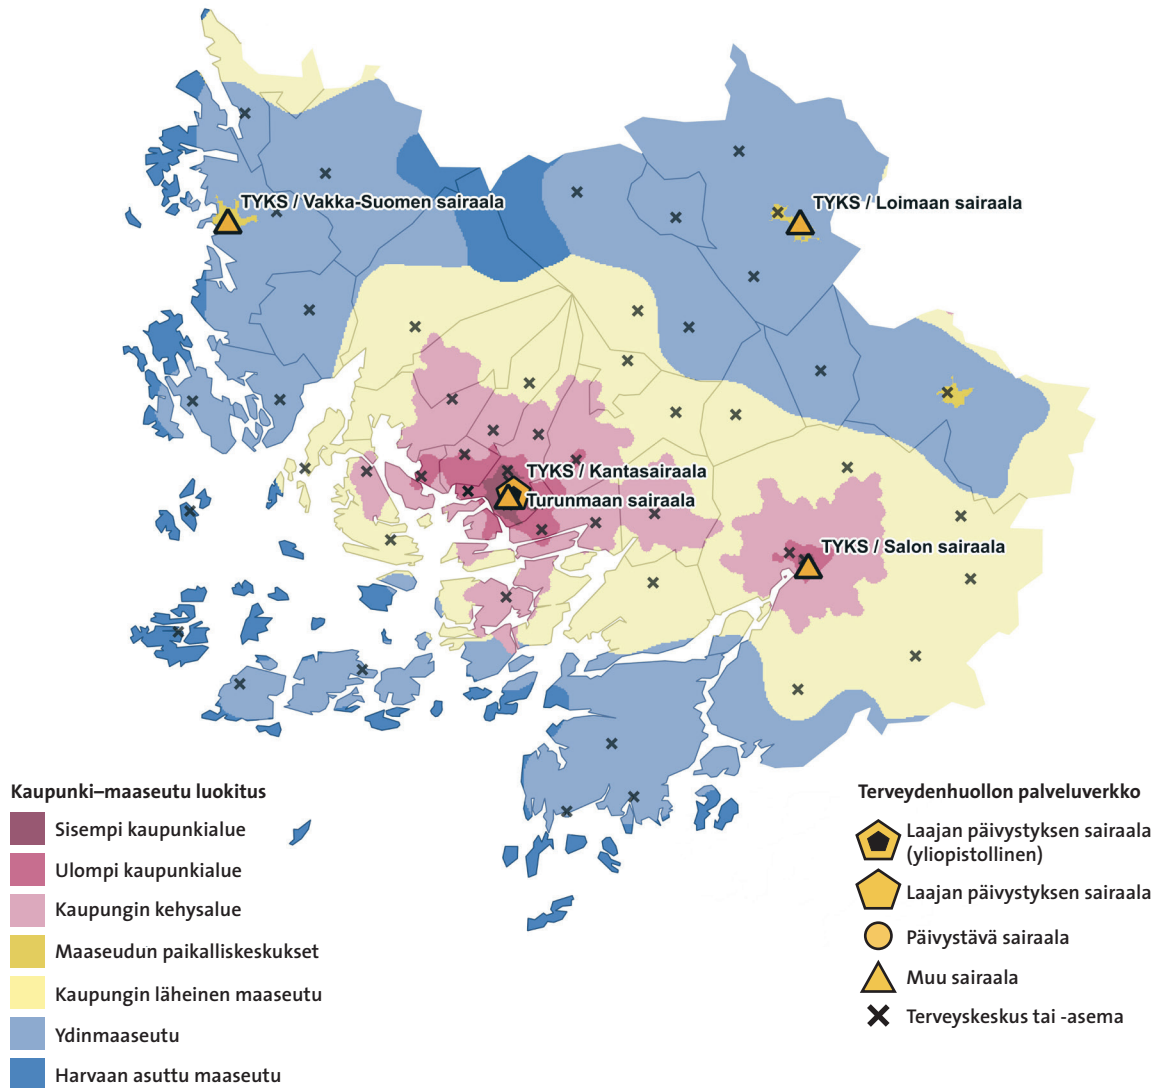 TYKS / Vakka-Suomen sairaala
TYKS / Loimaan sairaala
TYKS / Kantasairaala
Turunmaan sairaala
TYKS / Salon sairaala
Kaupunki–maaseutu luokitus
Sisempi kaupunkialue
Ulompi kaupunkialue
Kaupungin kehysalue
Maaseudun paikalliskeskukset
Kaupungin läheinen maaseutu
Ydinmaaseutu
Harvaan asuttu maaseutu
Terveydenhuollon palveluverkko
Laajan päivystyksen sairaala
(yliopistollinen)
Laajan päivystyksen sairaala
Päivystävä sairaala
Muu sairaala
Terveyskeskus tai -asema